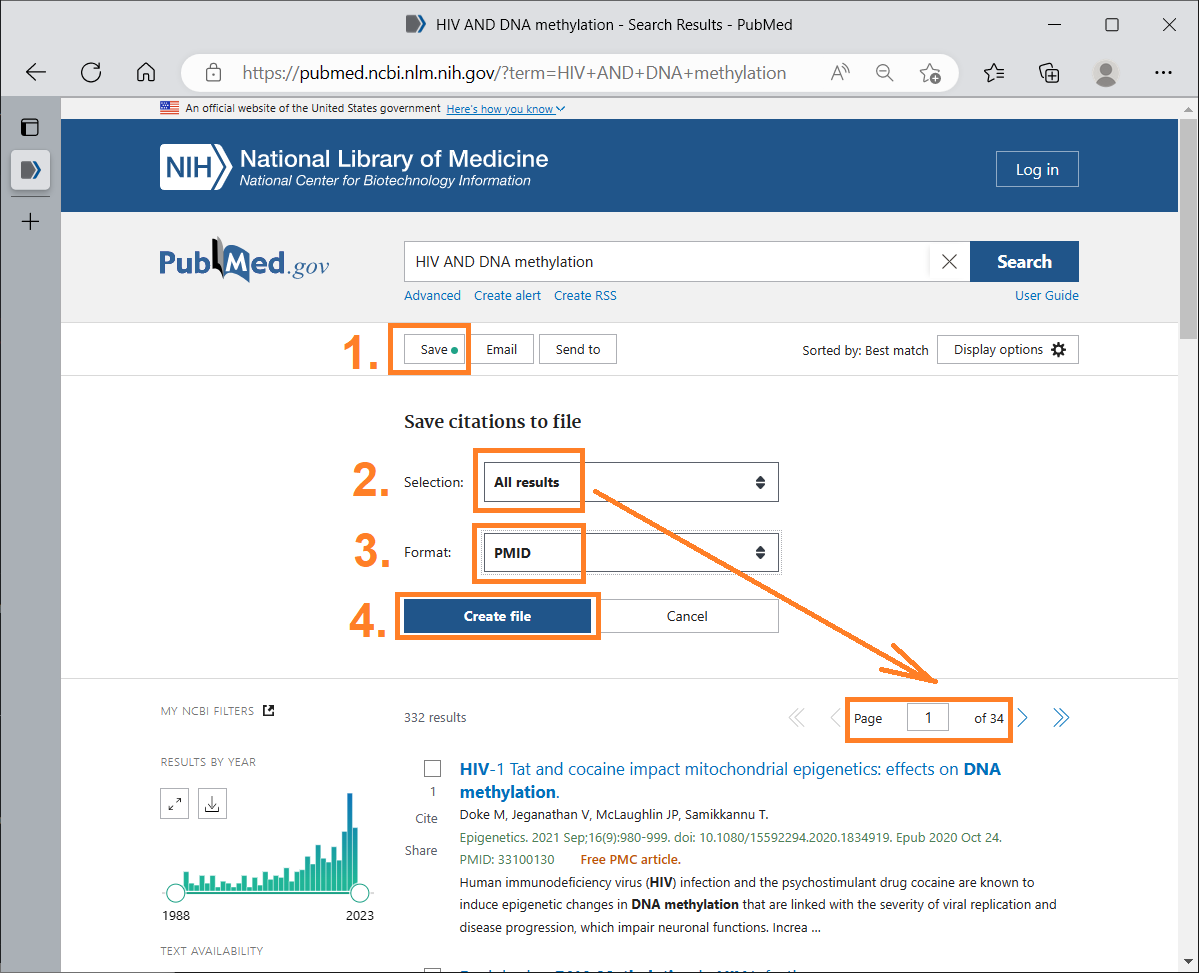 HIV AND DNA methylation - Search Results - PubMed
https://pubmed.ncbi.nlm.nih.gov/?term=HIV+AND+DNA+methylation
An official website of the United States government Here's how you know
NIH National Library of Medicine
National Center for Biotechnology Information
Log in
PubMed.gov
HIV AND DNA methylation
Search
Advanced Create alert Create RSS
User Guide
1. Save Email Send to
Sorted by: Best match Display options
Save citations to file
2. Selection: All results
3. Format: PMID
4. Create file Cancel
MY NCBI FILTERS
332 results
Page 1 of 34
RESULTS BY YEAR
1988 2023
TEXT AVAILABILITY
HIV-1 Tat and cocaine impact mitochondrial epigenetics: effects on DNA
methylation.
1
Cite
Share
Doke M, Jeganathan V, McLaughlin JP, Samikkannu T.
Epigenetics. 2021 Sep;16(9):980-999. doi: 10.1080/15592294.2020.1834919. Epub 2020 Oct 24.
PMID: 33100130 Free PMC article.
Human immunodeficiency virus (HIV) infection and the psychostimulant drug cocaine are known to
induce epigenetic changes in DNA methylation that are linked with the severity of viral replication and
disease progression, which impair neuronal functions. Increa ...